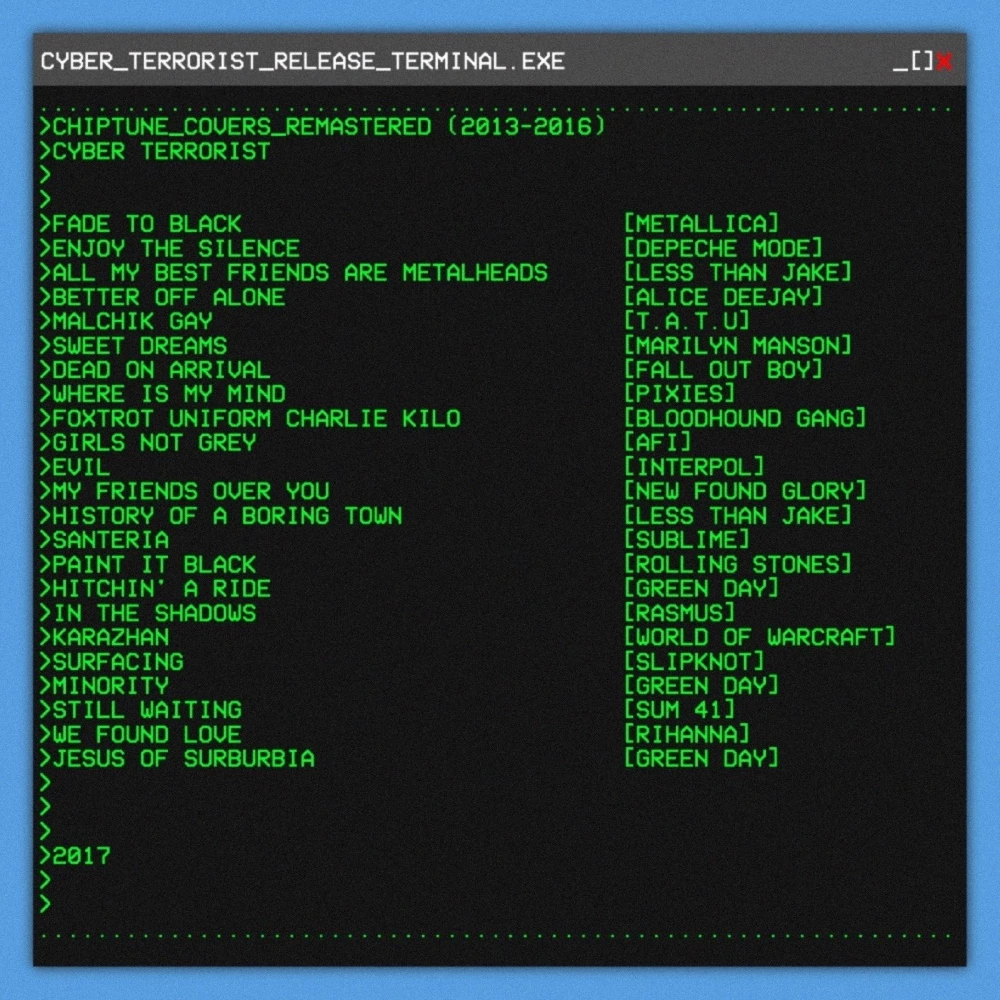 CYBER_TERRORIST_RELEASE_TERMINAL.EXE _[]X
>CHIPTUNE_COVERS_REMASTERED (2013-2016)
>CYBER TERRORIST
>
>
>FADE TO BLACK [METALLICA]
>ENJOY THE SILENCE [DEPECHE MODE]
>ALL MY BEST FRIENDS ARE METALHEADS [LESS THAN JAKE]
>BETTER OFF ALONE [ALICE DEEJAY]
>MALCHIK GAY [T.A.T.U]
>SWEET DREAMS [MARILYN MANSON]
>DEAD ON ARRIVAL [FALL OUT BOY]
>WHERE IS MY MIND [PIXIES]
>FOXTROT UNIFORM CHARLIE KILO [BLOODHOUND GANG]
>GIRLS NOT GREY [AFI]
>EVIL [INTERPOL]
>MY FRIENDS OVER YOU [NEW FOUND GLORY]
>HISTORY OF A BORING TOWN [LESS THAN JAKE]
>SANTERIA [SUBLIME]
>PAINT IT BLACK [ROLLING STONES]
>HITCHIN' A RIDE [GREEN DAY]
>IN THE SHADOWS [RASMUS]
>KARAZHAN [WORLD OF WARCRAFT]
>SURFACING [SLIPKNOT]
>MINORITY [GREEN DAY]
>STILL WAITING [SUM 41]
>WE FOUND LOVE [RIHANNA]
>JESUS OF SURBURBIA [GREEN DAY]
>
>
>
>2017
>
>